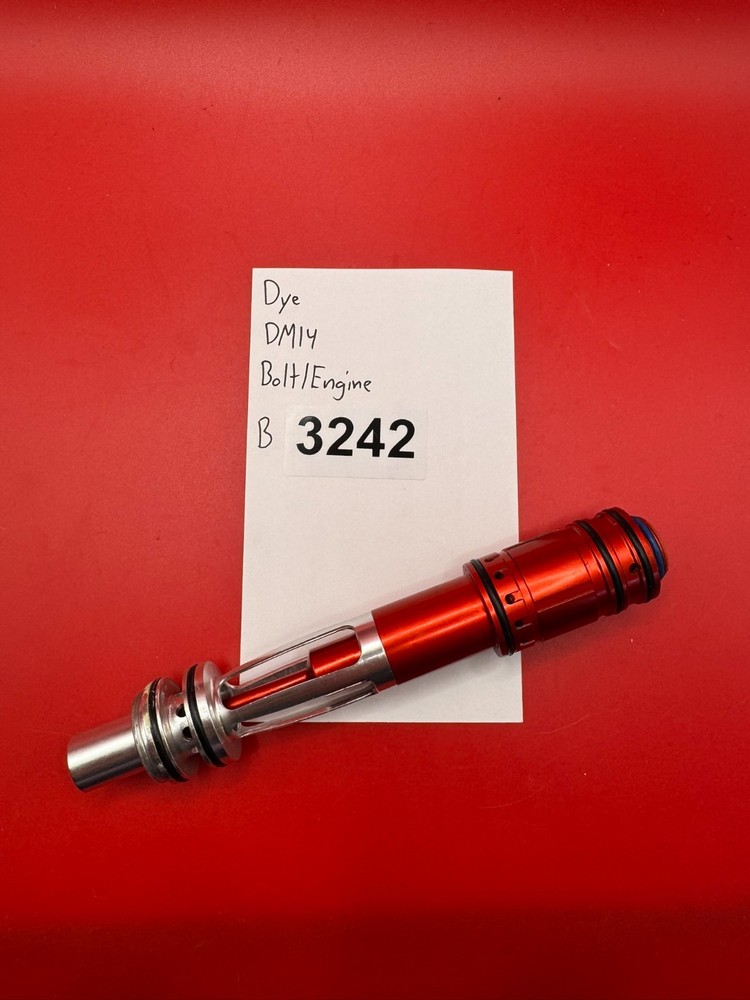 Dye
DM14
Bolt/Engine
B 3242